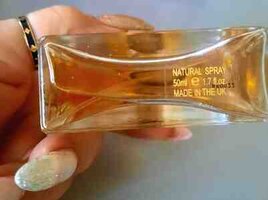 NATURAL SPRAY
50ml ℮ 1.7 fl.oz
MADE IN THE UK